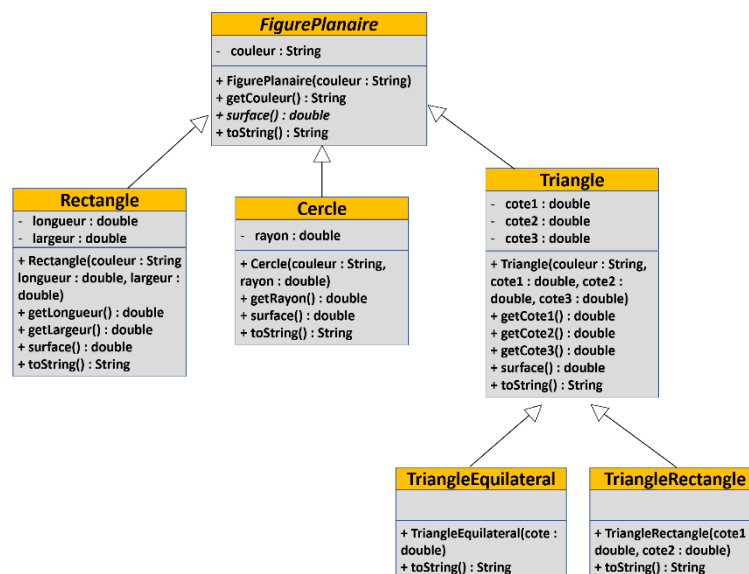 FigurePlanaire
- couleur : String
+ FigurePlanaire(couleur : String)
+ getCouleur() : String
+ surface() : double
+ toString() : String
Rectangle
- longueur : double
- largeur : double
+ Rectangle(couleur : String
longueur : double, largeur :
double)
+ getLongueur() : double
+ getLargeur() : double
+ surface() : double
+ toString() : String
Cercle
- rayon : double
+ Cercle(couleur : String,
rayon : double)
+ getRayon() : double
+ surface() : double
+ toString() : String
Triangle
- cote1 : double
- cote2 : double
- cote3 : double
+ Triangle(couleur : String,
cote1 : double, cote2 :
double, cote3 : double)
+ getCote1() : double
+ getCote2() : double
+ getCote3() : double
+ surface() : double
+ toString() : String
TriangleEquilateral
+ TriangleEquilateral(cote :
double)
+ toString() : String
TriangleRectangle
+ TriangleRectangle(cote1
double, cote2 : double)
+ toString() : String